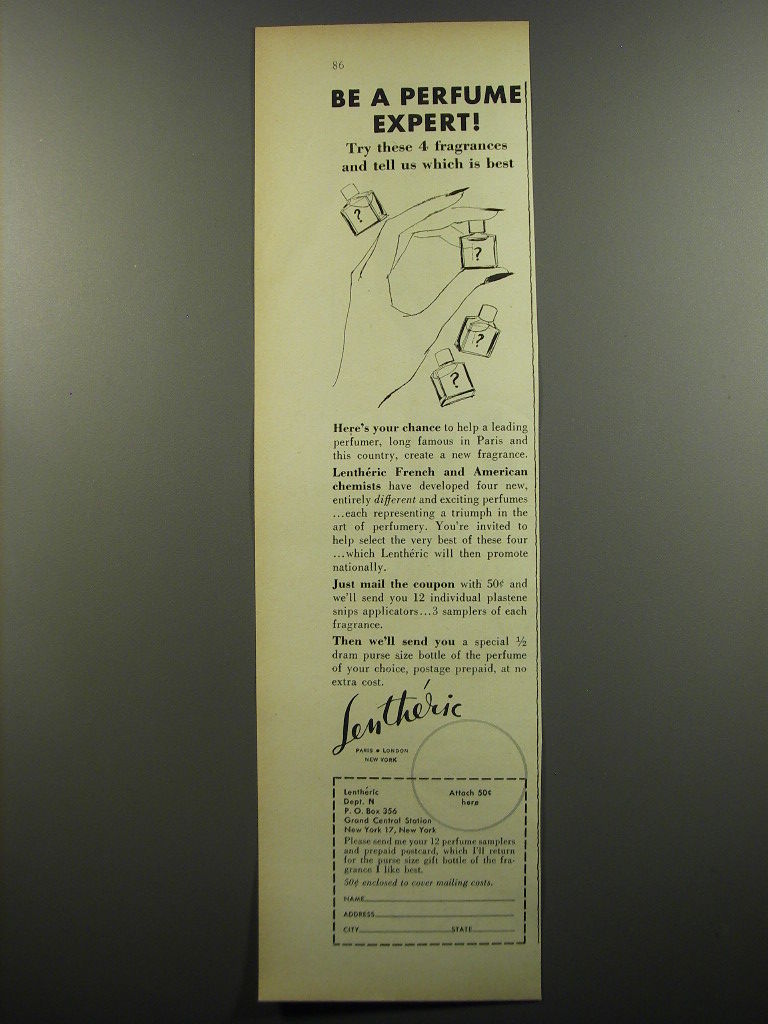 86
BE A PERFUME
EXPERT!
Try these 4 fragrances
and tell us which is best
?
?
?
?
Here's your chance to help a leading
perfumer, long famous in Paris and
this country, create a new fragrance.
Lenthéric French and American
chemists have developed four new,
entirely different and exciting perfumes
...each representing a triumph in the
art of perfumery. You're invited to
help select the very best of these four
...which Lenthéric will then promote
nationally.
Just mail the coupon with 50¢ and
we'll send you 12 individual plastene
snips applicators...3 samplers of each
fragrance.
Then we'll send you a special ½
dram purse size bottle of the perfume
of your choice, postage prepaid, at no
extra cost.
Lenthéric
PARIS • LONDON
NEW YORK
Lenthéric
Dept. N
P. O. Box 356
Grand Central Station
New York 17, New York
Attach 50¢
here
Please send me your 12 perfume samplers
and prepaid postcard, which I'll return
for the purse size gift bottle of the fra-
grance I like best.
50¢ enclosed to cover mailing costs.
NAME
ADDRESS
CITY STATE